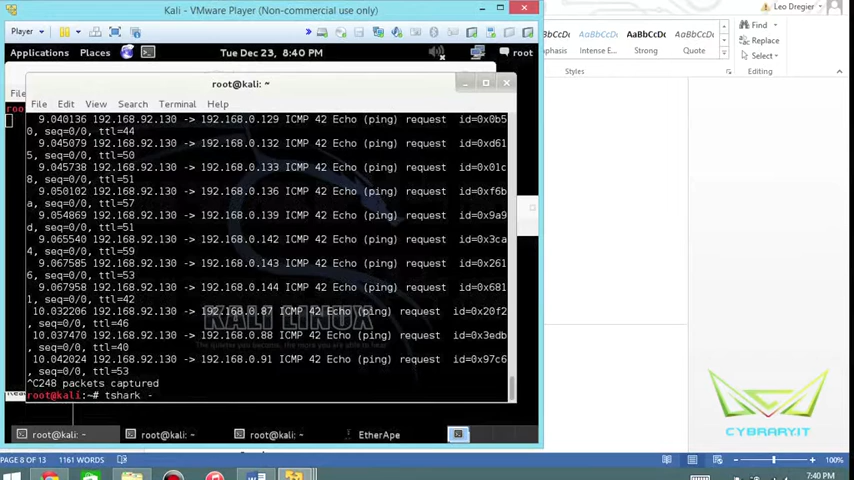 Kali - VMware Player (Non-commercial use only)
Leo Dregier
Player
Applications Places
Tue Dec 23, 8:40 PM
root
AaBbCcDc AaBbCcDc AaBbCcDc AaBbCcDc
Emphasis Intense E... Strong
Styles
Find
Replace
Select
Editing
root@kali: ~
File Edit View Search Terminal Help
9.040136 192.168.92.130 -> 192.168.0.129 ICMP 42 Echo (ping) request id=0x0b5
0, seq=0/0, ttl=44
9.045079 192.168.92.130 -> 192.168.0.132 ICMP 42 Echo (ping) request id=0xd61
5, seq=0/0, ttl=50
9.045738 192.168.92.130 -> 192.168.0.133 ICMP 42 Echo (ping) request id=0x01c
8, seq=0/0, ttl=51
9.050102 192.168.92.130 -> 192.168.0.136 ICMP 42 Echo (ping) request id=0xf6b
a, seq=0/0, ttl=57
9.054869 192.168.92.130 -> 192.168.0.139 ICMP 42 Echo (ping) request id=0x9a9
d, seq=0/0, ttl=51
9.065540 192.168.92.130 -> 192.168.0.142 ICMP 42 Echo (ping) request id=0x3ca
4, seq=0/0, ttl=59
9.067585 192.168.92.130 -> 192.168.0.143 ICMP 42 Echo (ping) request id=0x261
6, seq=0/0, ttl=53
9.067958 192.168.92.130 -> 192.168.0.144 ICMP 42 Echo (ping) request id=0x681
1, seq=0/0, ttl=42
10.032206 192.168.92.130 -> 192.168.0.87 ICMP 42 Echo (ping) request id=0x20f2
, seq=0/0, ttl=46
10.037470 192.168.92.130 -> 192.168.0.88 ICMP 42 Echo (ping) request id=0x3edb
, seq=0/0, ttl=40
10.042024 192.168.92.130 -> 192.168.0.91 ICMP 42 Echo (ping) request id=0x97c6
, seq=0/0, ttl=53
^C248 packets captured
root@kali:~# tshark -
KALI LINUX
root@kali: ~
root@kali: ~
root@kali: ~
EtherApe
CYBRARY.IT
PAGE 8 OF 13 1161 WORDS
100%
7:40 PM